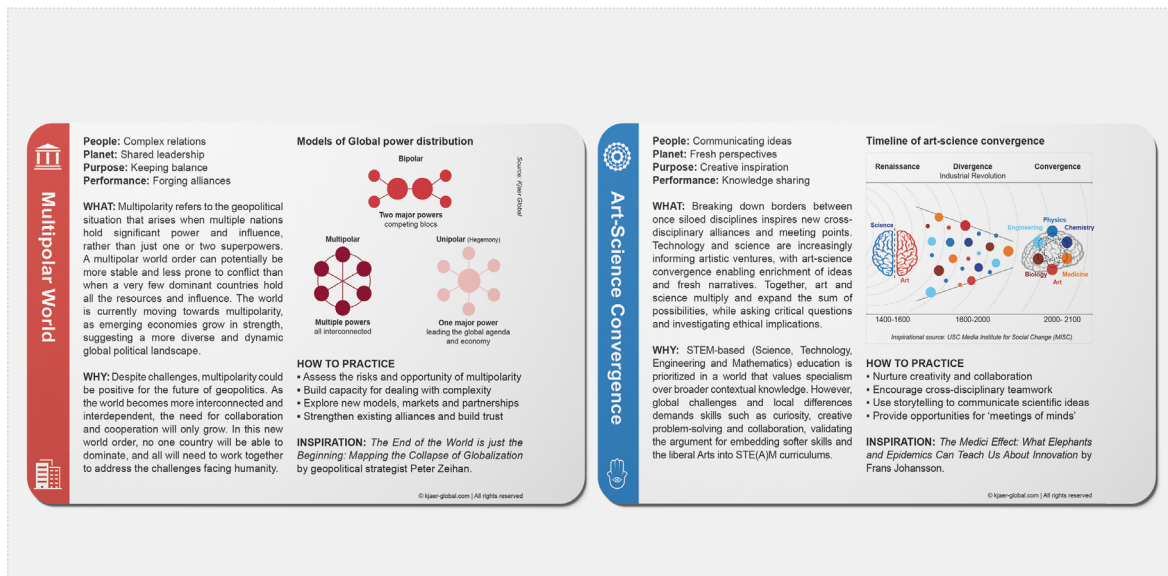 Multipolar World
People: Complex relations
Planet: Shared leadership
Purpose: Keeping balance
Performance: Forging alliances
WHAT: Multipolarity refers to the geopolitical
situation that arises when multiple nations
hold significant power and influence,
rather than just one or two superpowers.
A multipolar world order can potentially be
more stable and less prone to conflict than
when a very few dominant countries hold
all the resources and influence. The world
is currently moving towards multipolarity,
as emerging economies grow in strength,
suggesting a more diverse and dynamic
global political landscape.
WHY: Despite challenges, multipolarity could
be positive for the future of geopolitics. As
the world becomes more interconnected and
interdependent, the need for collaboration
and cooperation will only grow. In this new
world order, no one country will be able to
dominate, and all will need to work together
to address the challenges facing humanity.
Models of Global power distribution
Source: Kjaer Global
Bipolar
Two major powers
competing blocs
Multipolar
Multiple powers
all interconnected
Unipolar (Hegemony)
One major power
leading the global agenda
and economy
HOW TO PRACTICE
▪ Assess the risks and opportunity of multipolarity
▪ Build capacity for dealing with complexity
▪ Explore new models, markets and partnerships
▪ Strengthen existing alliances and build trust
INSPIRATION: The End of the World is just the
Beginning: Mapping the Collapse of Globalization
by geopolitical strategist Peter Zeihan.
© kjaer-global.com | All rights reserved
Art-Science Convergence
People: Communicating ideas
Planet: Fresh perspectives
Purpose: Creative inspiration
Performance: Knowledge sharing
WHAT: Breaking down borders between
once siloed disciplines inspires new cross-
disciplinary alliances and meeting points.
Technology and science are increasingly
informing artistic ventures, with art-science
convergence enabling enrichment of ideas
and fresh narratives. Together, art and
science multiply and expand the sum of
possibilities, while asking critical questions
and investigating ethical implications.
WHY: STEM-based (Science, Technology,
Engineering and Mathematics) education is
prioritized in a world that values specialism
over broader contextual knowledge. However,
global challenges and local differences
demands skills such as curiosity, creative
problem-solving and collaboration, validating
the argument for embedding softer skills and
the liberal Arts into STE(A)M curriculums.
Timeline of art-science convergence
Renaissance
Divergence
Industrial Revolution
Convergence
Science
Art
Physics
Engineering
Chemistry
Biology
Medicine
Art
1400-1600
1800-2000
2000- 2100
Inspirational source: USC Media Institute for Social Change (MISC)
HOW TO PRACTICE
▪ Nurture creativity and collaboration
▪ Encourage cross-disciplinary teamwork
▪ Use storytelling to communicate scientific ideas
▪ Provide opportunities for ‘meetings of minds’
INSPIRATION: The Medici Effect: What Elephants
and Epidemics Can Teach Us About Innovation by
Frans Johansson.
© kjaer-global.com | All rights reserved